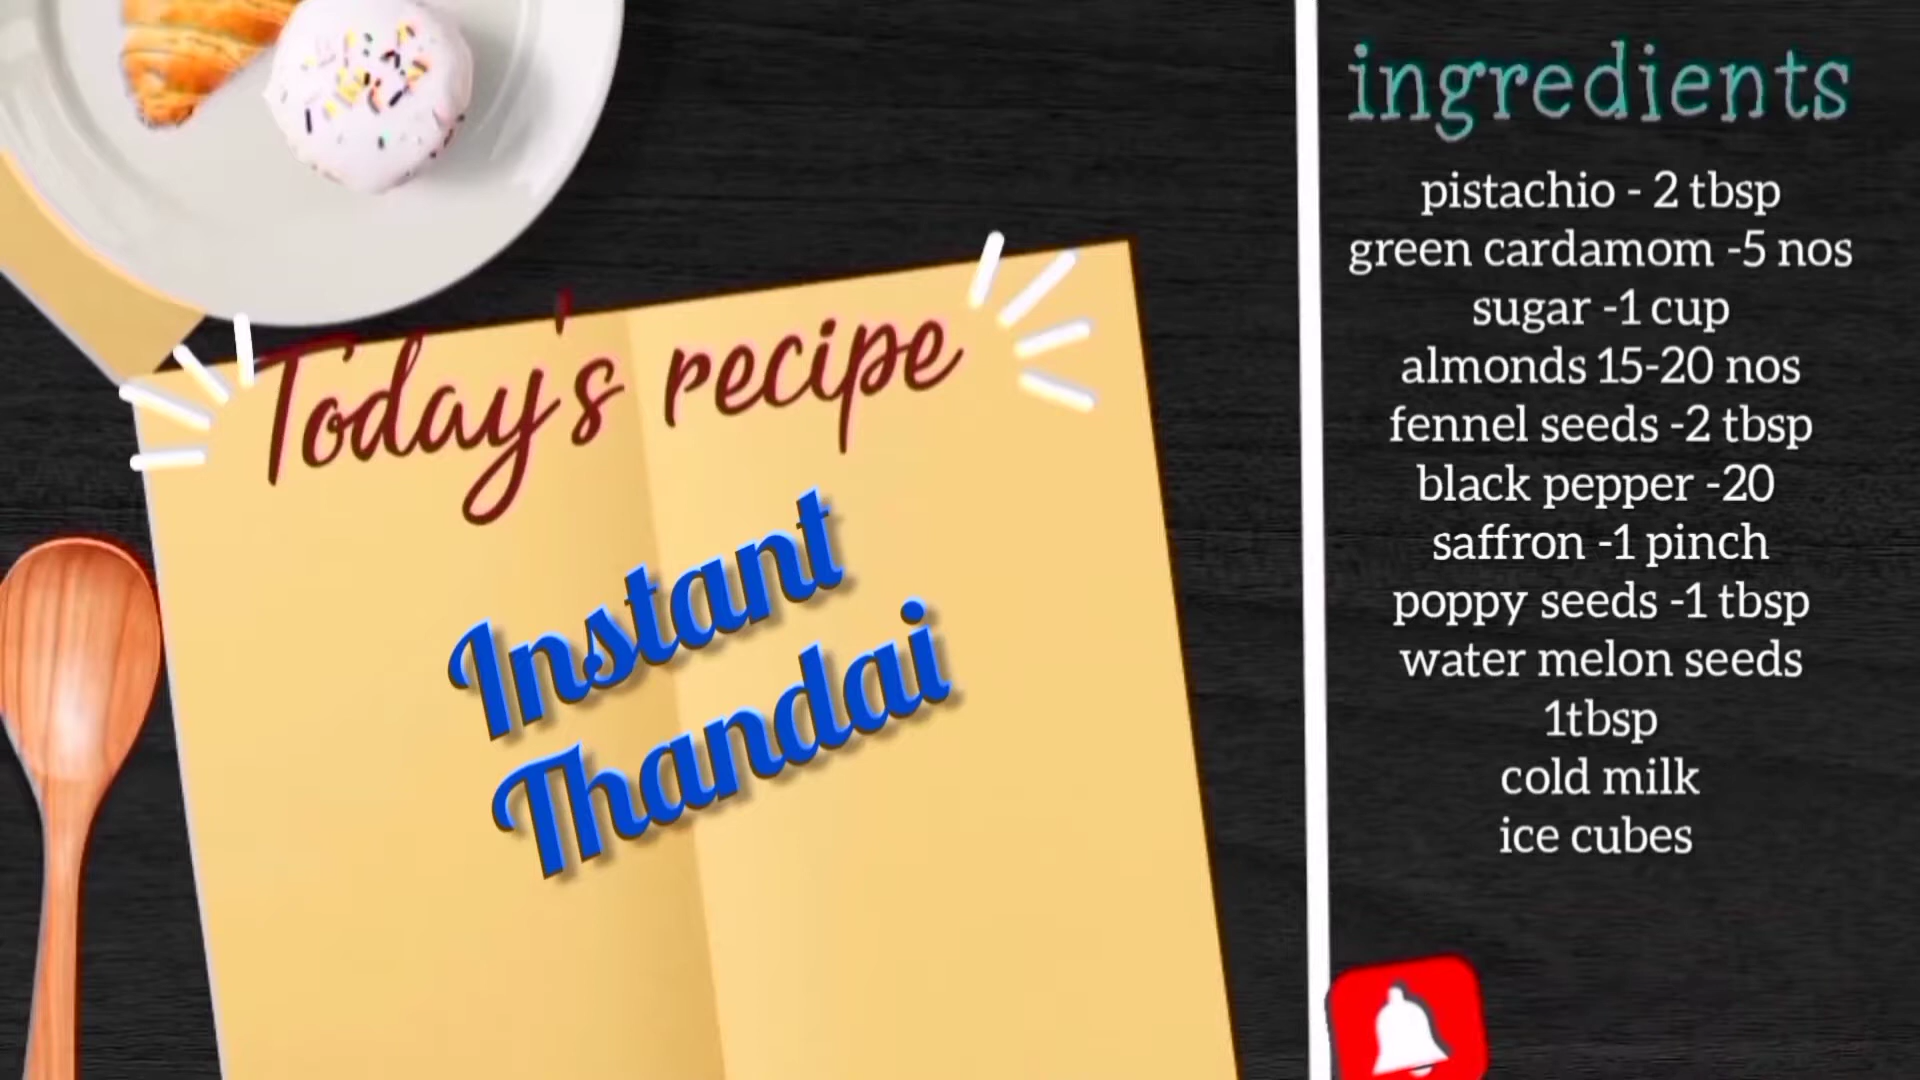 Today's recipe
Instant
Thandai
ingredients
pistachio - 2 tbsp
green cardamom -5 nos
sugar -1 cup
almonds 15-20 nos
fennel seeds -2 tbsp
black pepper -20
saffron -1 pinch
poppy seeds -1 tbsp
water melon seeds
1tbsp
cold milk
ice cubes